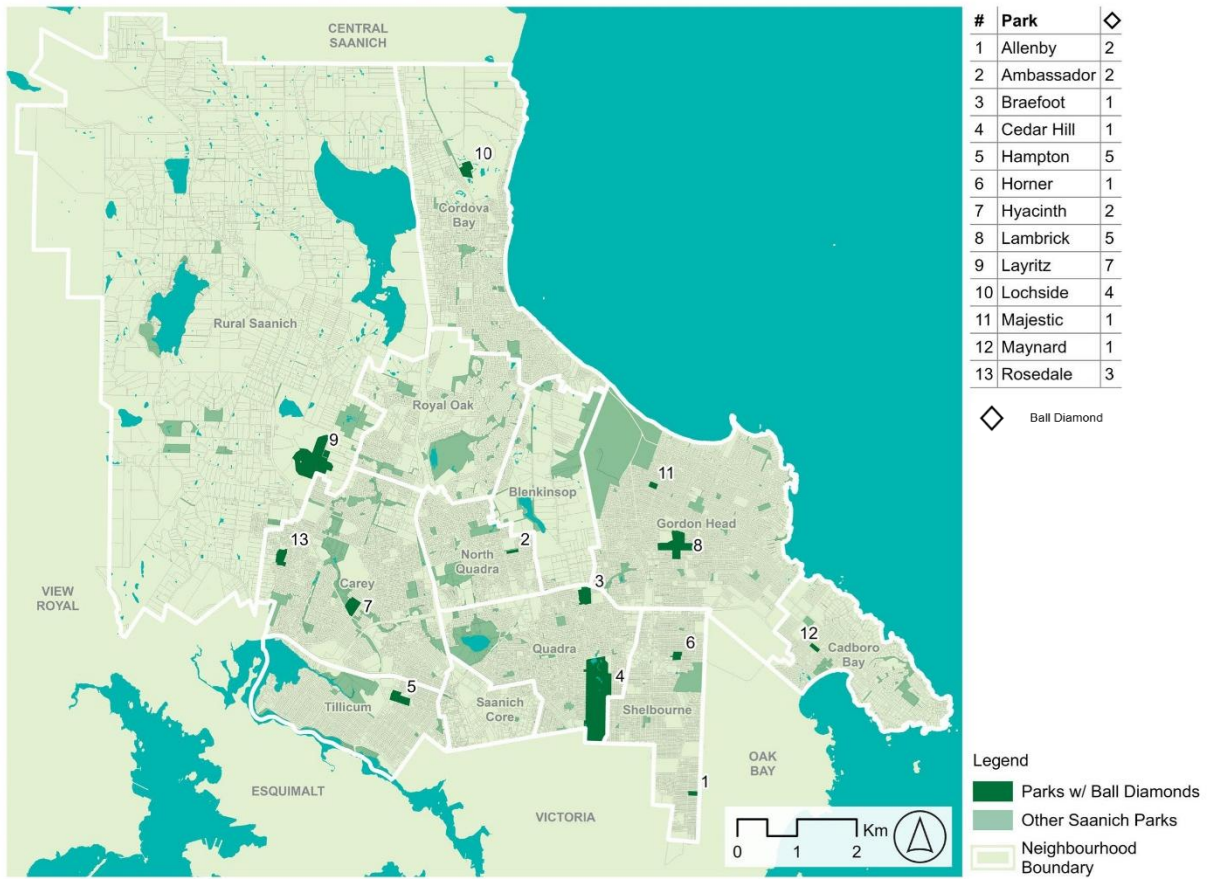 CENTRAL
SAANICH
10
Cordova
Bay
Rural Saanich
Royal Oak
9
11
Blenkinsop
Gordon Head
13
2
8
North
Quadra
3
Carey
VIEW
ROYAL
7
12
6
Quadra
Cadboro
Bay
4
5
Saanich
Core
Tillicum
Shelbourne
OAK
BAY
ESQUIMALT
1
VICTORIA
Km
0 1 2
# Park ◇
1 Allenby 2
2 Ambassador 2
3 Braefoot 1
4 Cedar Hill 1
5 Hampton 5
6 Horner 1
7 Hyacinth 2
8 Lambrick 5
9 Layritz 7
10 Lochside 4
11 Majestic 1
12 Maynard 1
13 Rosedale 3
◇ Ball Diamond
Legend
Parks w/ Ball Diamonds
Other Saanich Parks
Neighbourhood
Boundary